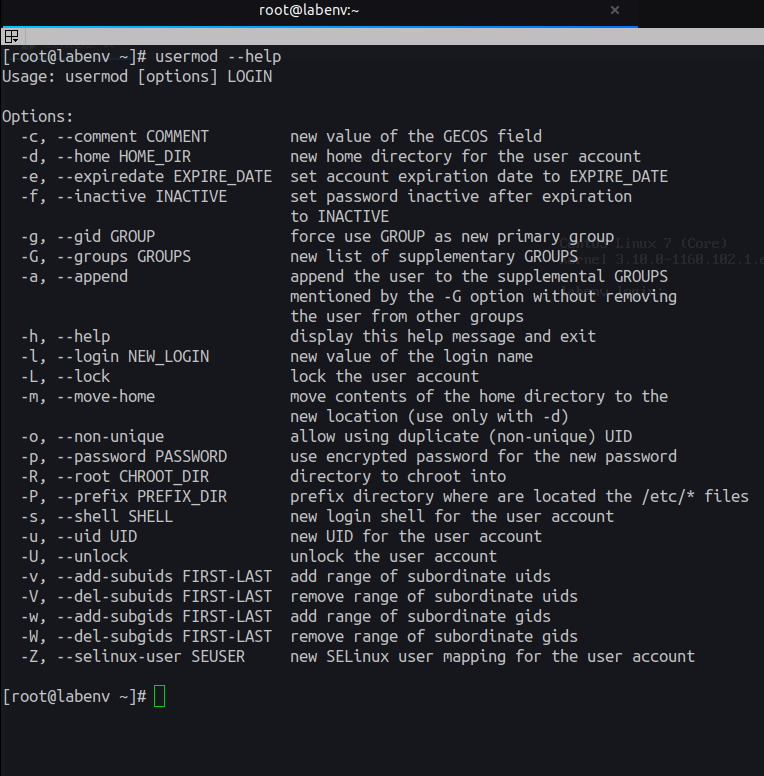 root@labenv:~
[root@labenv ~]# usermod --help
Usage: usermod [options] LOGIN
Options:
-c, --comment COMMENT new value of the GECOS field
-d, --home HOME_DIR new home directory for the user account
-e, --expiredate EXPIRE_DATE set account expiration date to EXPIRE_DATE
-f, --inactive INACTIVE set password inactive after expiration
to INACTIVE
-g, --gid GROUP force use GROUP as new primary group
-G, --groups GROUPS new list of supplementary GROUPS
-a, --append append the user to the supplemental GROUPS
mentioned by the -G option without removing
the user from other groups
-h, --help display this help message and exit
-l, --login NEW_LOGIN new value of the login name
-L, --lock lock the user account
-m, --move-home move contents of the home directory to the
new location (use only with -d)
-o, --non-unique allow using duplicate (non-unique) UID
-p, --password PASSWORD use encrypted password for the new password
-R, --root CHROOT_DIR directory to chroot into
-P, --prefix PREFIX_DIR prefix directory where are located the /etc/* files
-s, --shell SHELL new login shell for the user account
-u, --uid UID new UID for the user account
-U, --unlock unlock the user account
-v, --add-subuids FIRST-LAST add range of subordinate uids
-V, --del-subuids FIRST-LAST remove range of subordinate uids
-w, --add-subgids FIRST-LAST add range of subordinate gids
-W, --del-subgids FIRST-LAST remove range of subordinate gids
-Z, --selinux-user SEUSER new SELinux user mapping for the user account
[root@labenv ~]#
Linux 7 (Core)
3.10.0-1160.102.1.